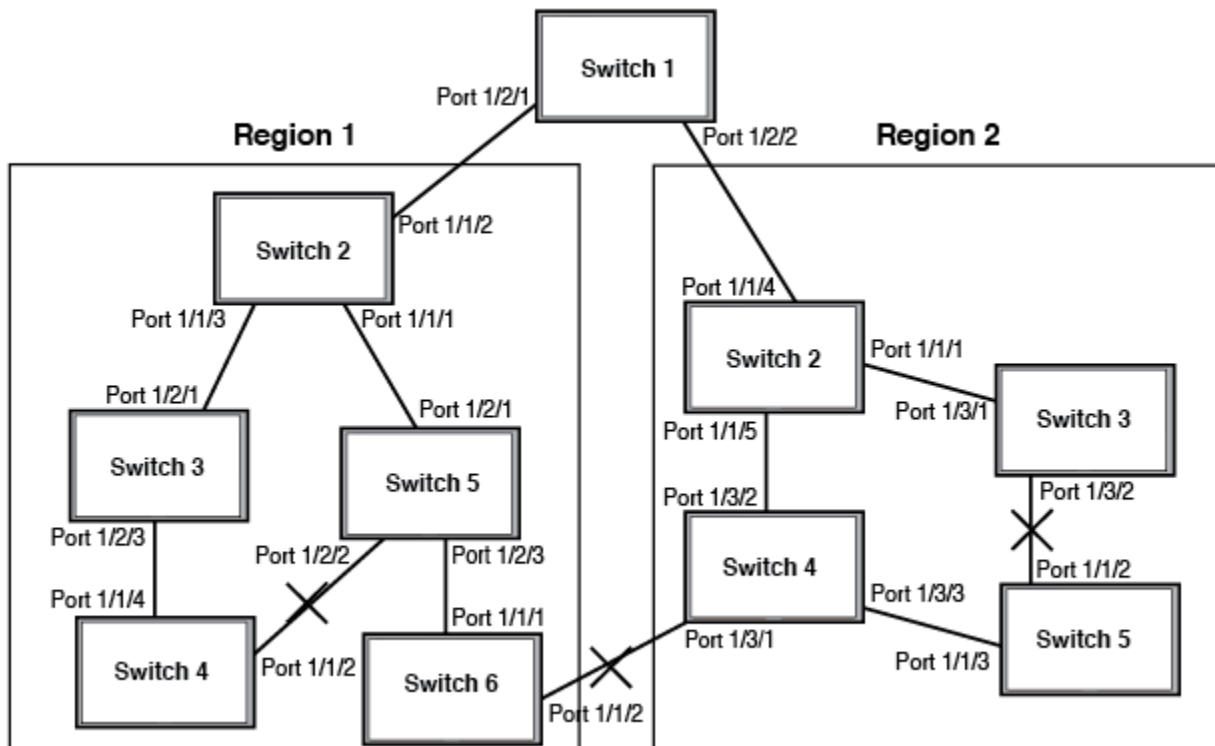 Switch 1
Port 1/2/1
Region 1
Port 1/2/2
Region 2
Switch 2
Port 1/1/2
Port 1/1/3
Port 1/1/1
Port 1/2/1
Port 1/2/1
Switch 3
Switch 5
Port 1/2/3
Port 1/2/2
Port 1/2/3
Port 1/1/4
Port 1/1/1
Switch 4
Port 1/1/2
Switch 6
Port 1/1/2
Port 1/1/4
Switch 2
Port 1/1/1
Port 1/3/1
Switch 3
Port 1/1/5
Port 1/3/2
Port 1/3/2
Switch 4
Port 1/1/2
Port 1/3/3
Port 1/3/1
Switch 5
Port 1/1/3